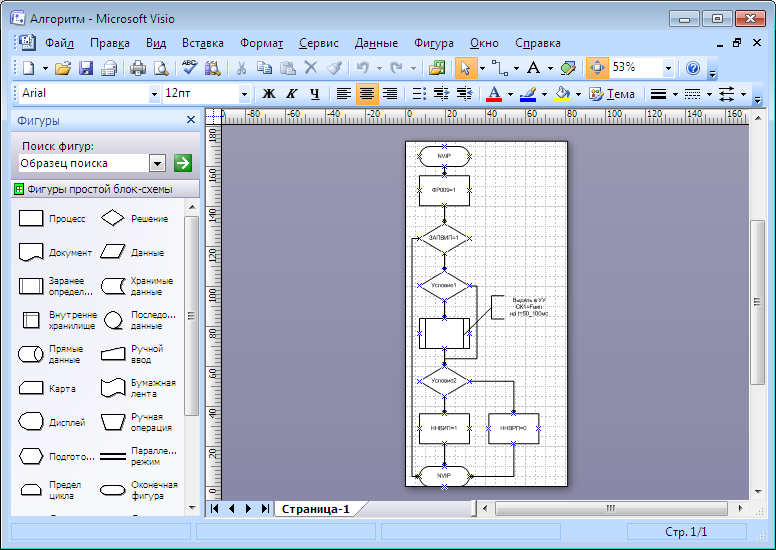 Алгоритм - Microsoft Visio
Файл Правка Вид Вставка Формат Сервис Данные Фигура Окно Справка
ABC 53%
Arial 12пт Ж К Ч А Тема
Фигуры
Поиск фигур:
Образец поиска
Фигуры простой блок-схемы
Процесс Решение
Документ Данные
Заранее определ... Хранимые данные
Внутренне хранилище Последо... данные
Прямые данные Ручной ввод
Карта Бумажная лента
Дисплей Ручная операция
Подгото... Паралле... режим
Предел цикла Оконечная фигура
-80 -60 -40 -20 0 20 40 60 80 100 120 140 160
180
160
140
120
100
80
60
40
20
0
NVIP
ФР009=1
ЗАПВИП=1
Условие1
Выдать в УУ
ОК1=Fимп
на t=50_100мс
Условие2
ННВИП=1 ННВРП=0
NVIP
Страница-1
Стр. 1/1